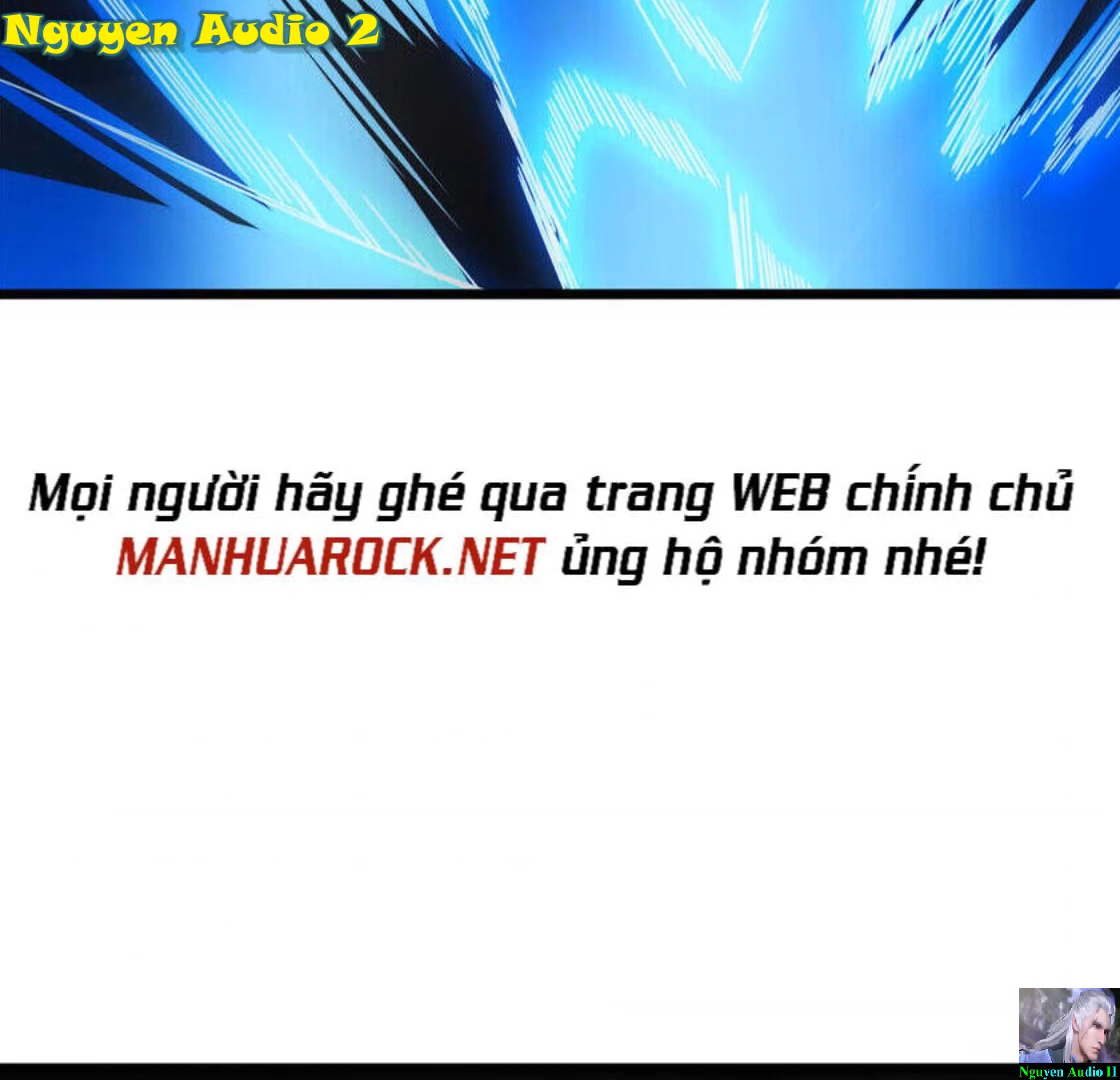 Nguyen Audio 2
Mọi người hãy ghé qua trang WEB chính chủ
MANHUAROCK.NET ủng hộ nhóm nhé!
Nguyen Audio II